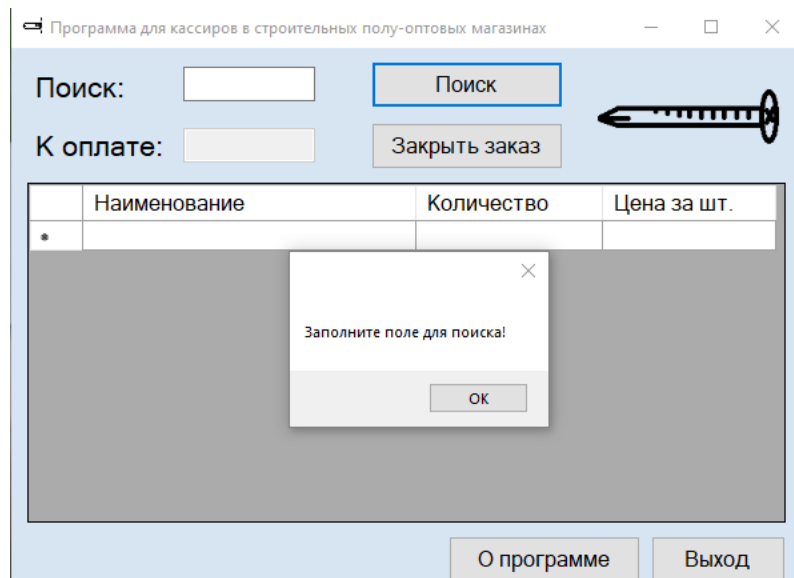 Программа для кассиров в строительных полу-оптовых магазинах
Поиск:
Поиск
К оплате:
Закрыть заказ
Наименование Количество Цена за шт.
Заполните поле для поиска!
ОК
О программе
Выход